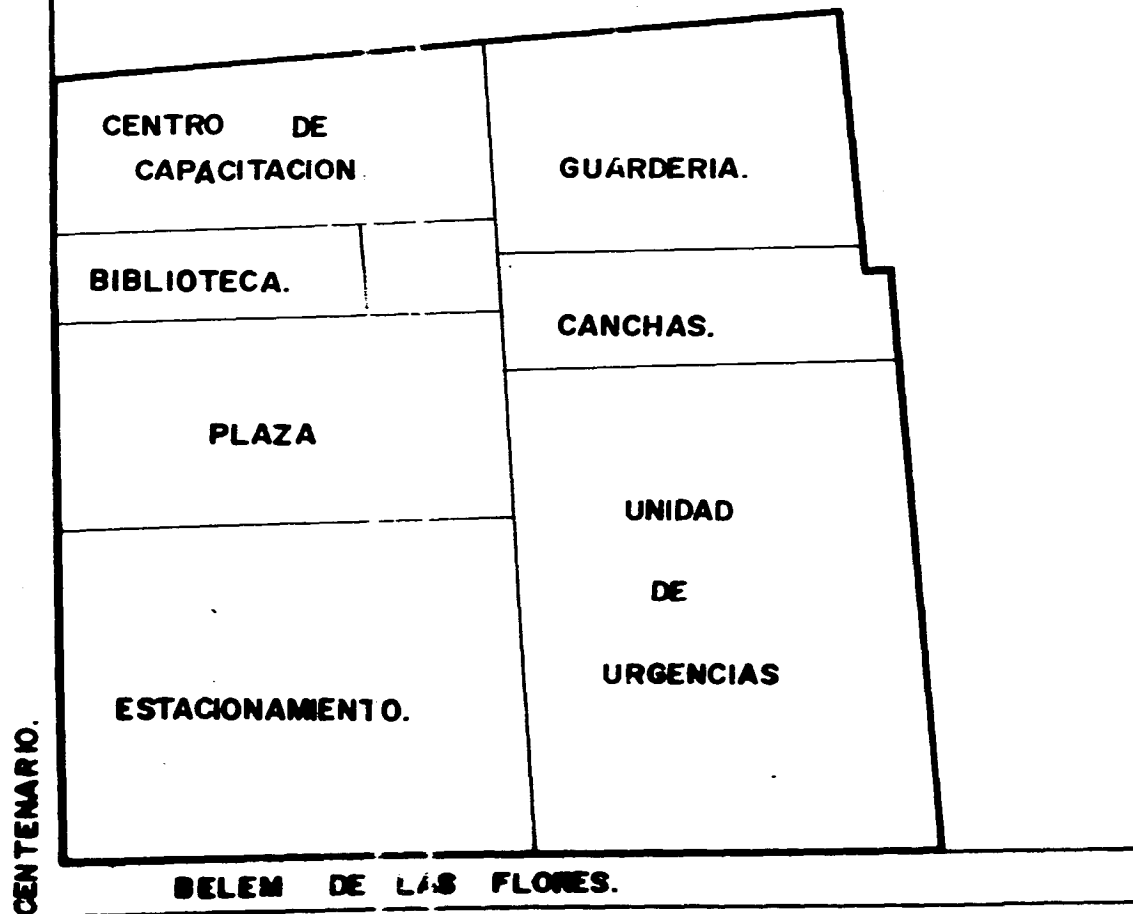 CENTRO DE
CAPACITACION
GUARDERIA.
BIBLIOTECA.
CANCHAS.
PLAZA
UNIDAD
DE
URGENCIAS
ESTACIONAMIENTO.
CENTENARIO.
BELEM DE LAS FLORES.